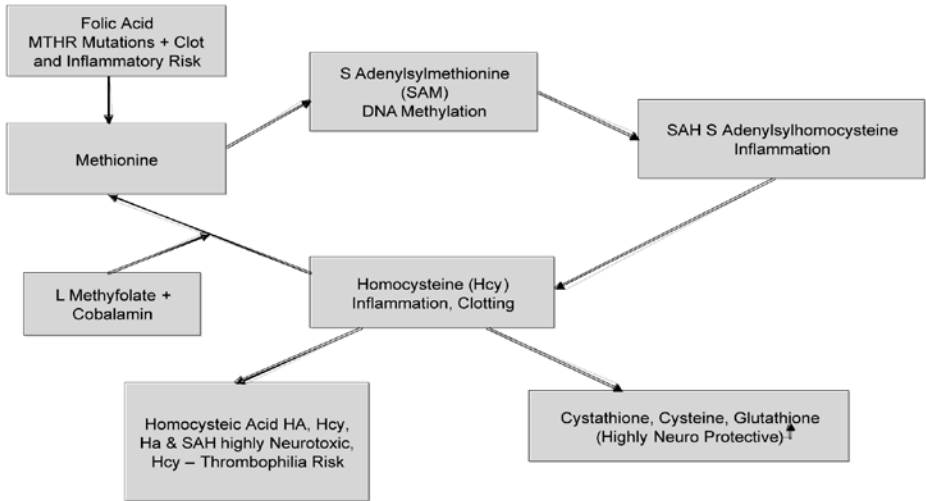 Folic Acid
MTHR Mutations + Clot
and Inflammatory Risk
S Adenylsylmethionine
(SAM)
DNA Methylation
SAH S Adenylsylhomocysteine
Inflammation
Methionine
L Methyfolate +
Cobalamin
Homocysteine (Hcy)
Inflammation, Clotting
Homocysteic Acid HA, Hcy,
Ha & SAH highly Neurotoxic,
Hcy – Thrombophilia Risk
Cystathione, Cysteine, Glutathione
(Highly Neuro Protective)